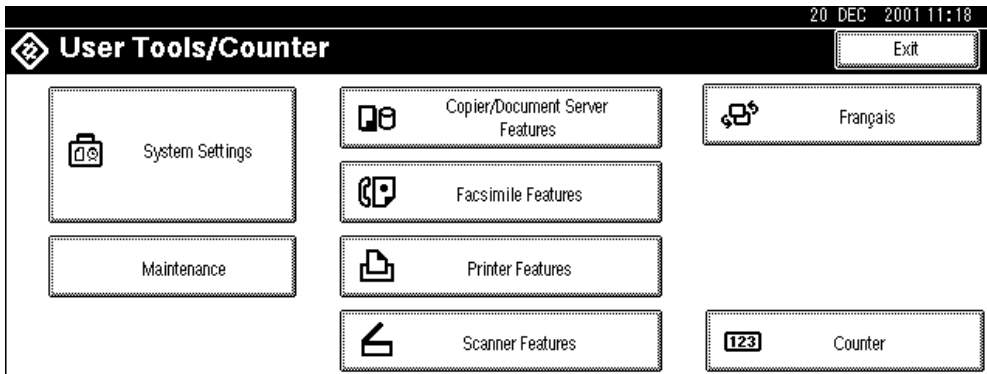 20 DEC 2001 11:18
User Tools/Counter
Exit
System Settings
Copier/Document Server
Features
Français
Facsimile Features
Maintenance
Printer Features
Scanner Features
123
Counter